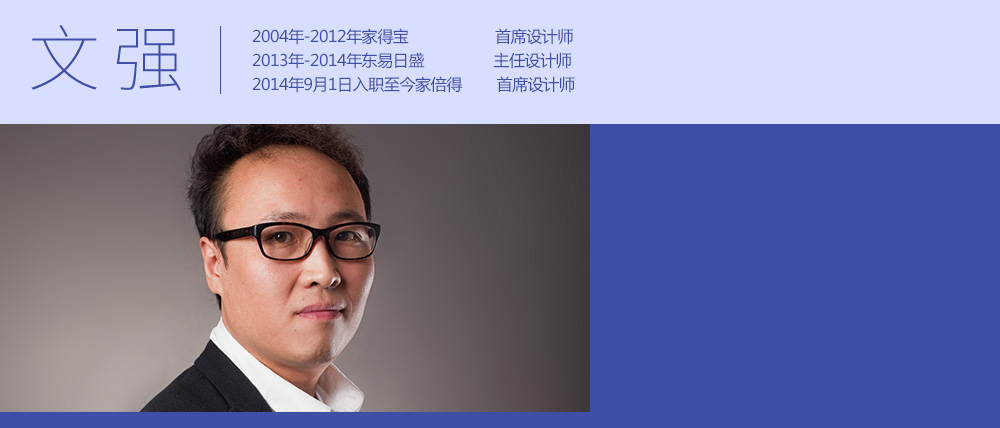 文强
2004年-2012年家得宝 首席设计师
2013年-2014年东易日盛 主任设计师
2014年9月1日入职至今家倍得 首席设计师